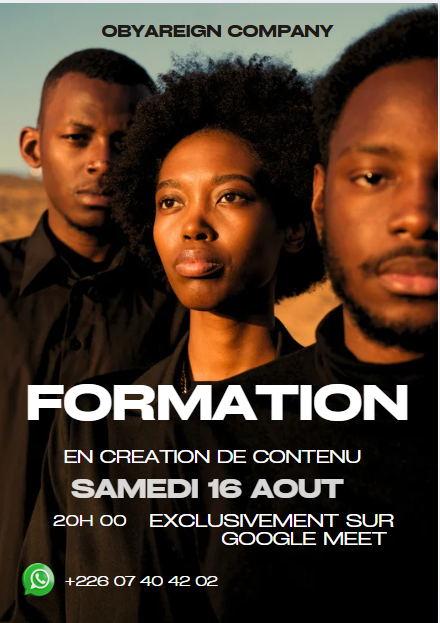 OBYAREIGN COMPANY
FORMATION
EN CREATION DE CONTENU
SAMEDI 16 AOUT
20H 00 EXCLUSIVEMENT SUR
GOOGLE MEET
+226 07 40 42 02